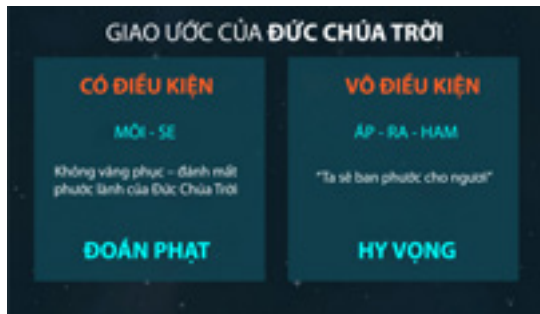 GIAO ƯỚC CỦA ĐỨC CHÚA TRỜI
CÓ ĐIỀU KIỆN
MÔI - SE
Không vâng phục – đánh mất
phước lành của Đức Chúa Trời
ĐOÁN PHẠT
VÔ ĐIỀU KIỆN
ÁP - RA - HAM
"Ta sẽ ban phước cho ngươi"
HY VỌNG